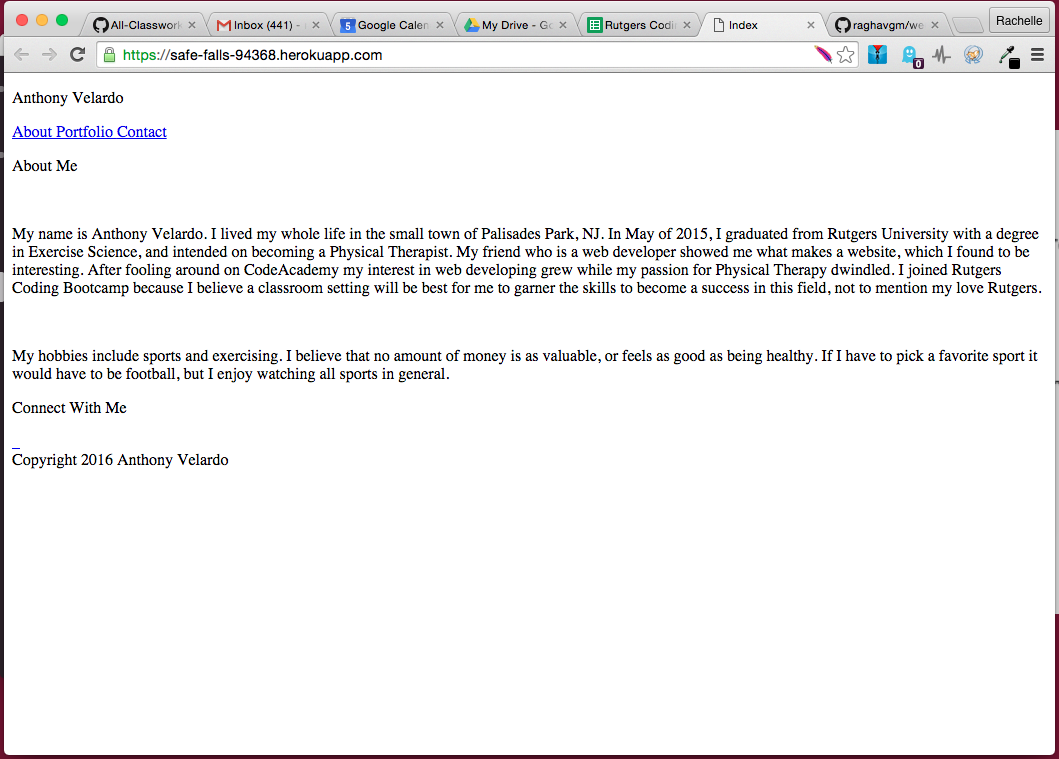 All-Classwork
Inbox (441) -
Google Calen
My Drive - Go
Rutgers Codi
Index
raghavgm/we
Rachelle
5
https://safe-falls-94368.herokuapp.com
0
Anthony Velardo
About Portfolio Contact
About Me
My name is Anthony Velardo. I lived my whole life in the small town of Palisades Park, NJ. In May of 2015, I graduated from Rutgers University with a degree
in Exercise Science, and intended on becoming a Physical Therapist. My friend who is a web developer showed me what makes a website, which I found to be
interesting. After fooling around on CodeAcademy my interest in web developing grew while my passion for Physical Therapy dwindled. I joined Rutgers
Coding Bootcamp because I believe a classroom setting will be best for me to garner the skills to become a success in this field, not to mention my love Rutgers.
My hobbies include sports and exercising. I believe that no amount of money is as valuable, or feels as good as being healthy. If I have to pick a favorite sport it
would have to be football, but I enjoy watching all sports in general.
Connect With Me
Copyright 2016 Anthony Velardo